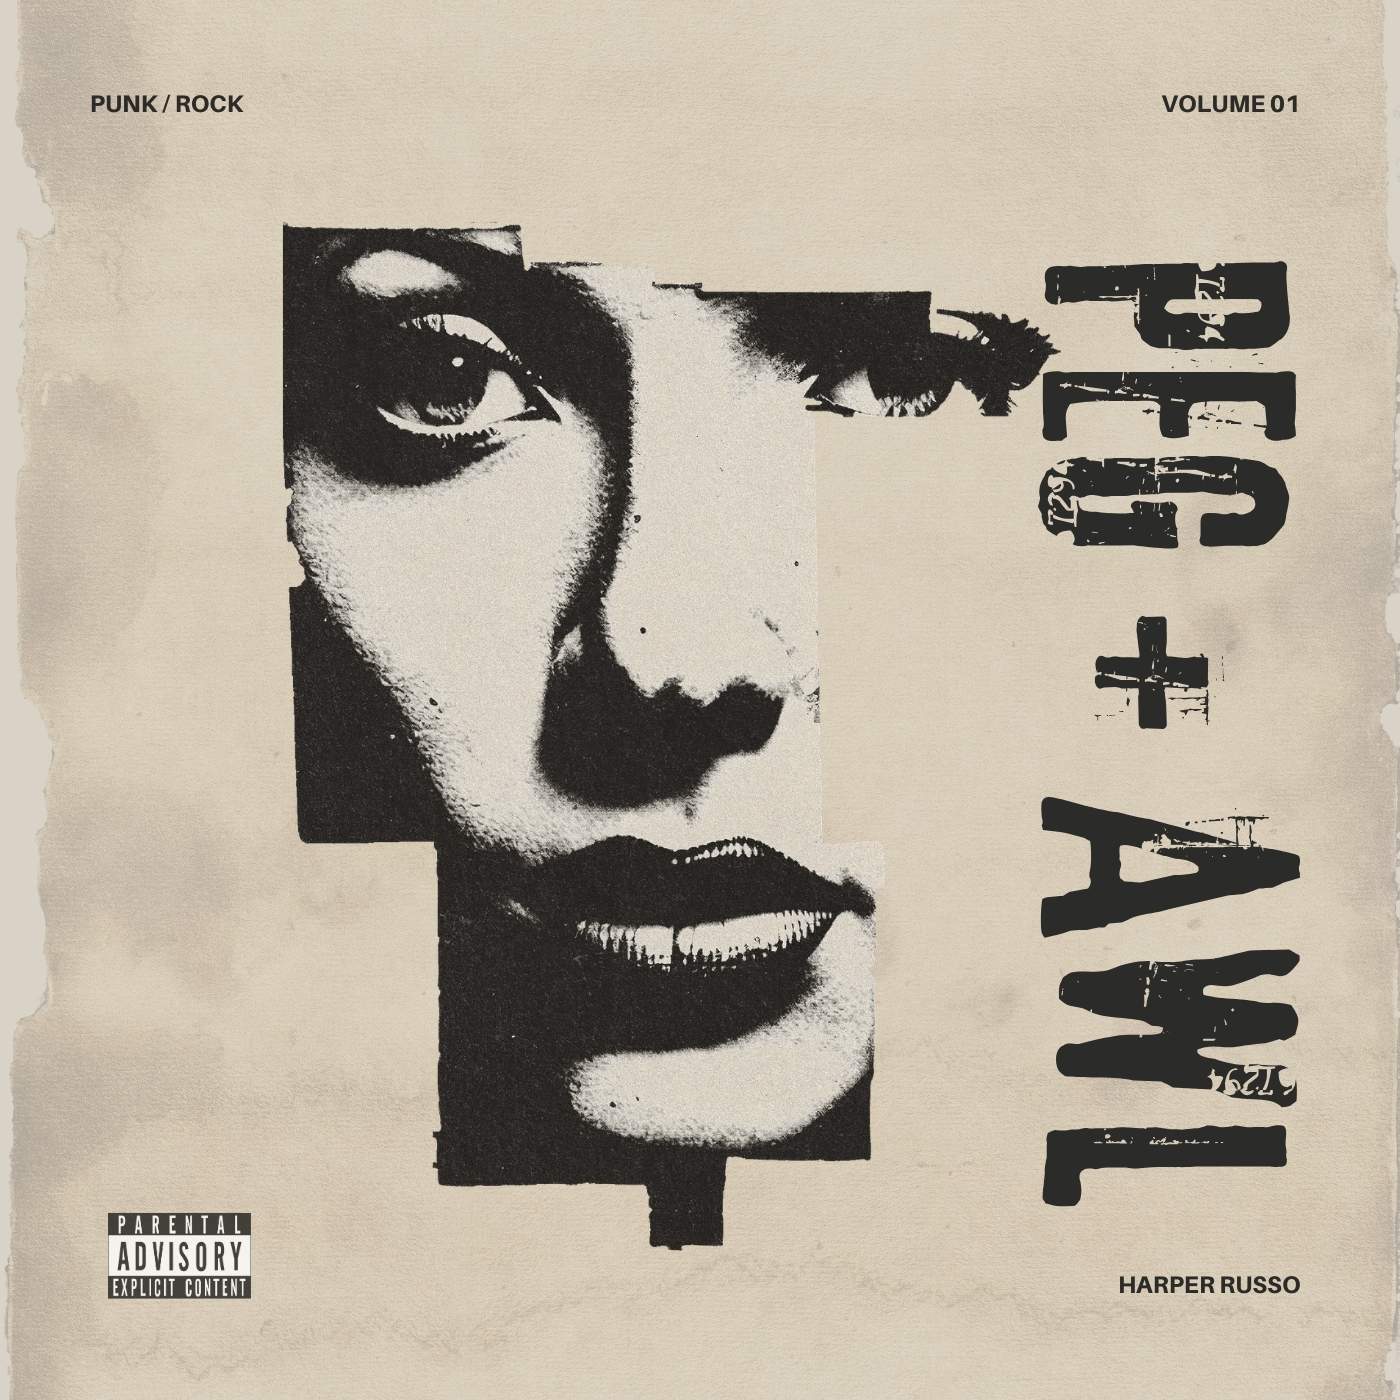 PUNK / ROCK
VOLUME 01
PEG + AWL
PARENTAL
ADVISORY
EXPLICIT CONTENT
HARPER RUSSO